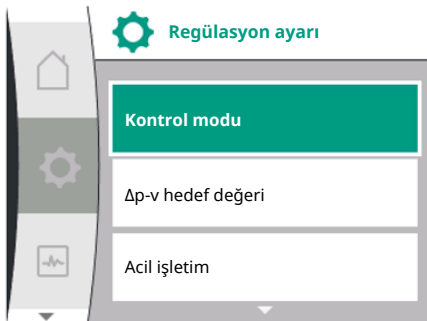 Regülasyon ayarı
Kontrol modu
Δp-v hedef değeri
Acil işletim